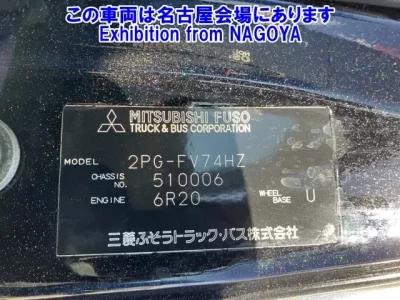 この車両は名古屋会場にあります
Exhibition from NAGOYA
MITSUBISHI FUSO
TRUCK & BUS CORPORATION
MODEL 2PG-FV74HZ
CHASSIS NO. 510006
ENGINE 6R20 WHEEL BASE U
三菱ふそうトラック・バス株式会社